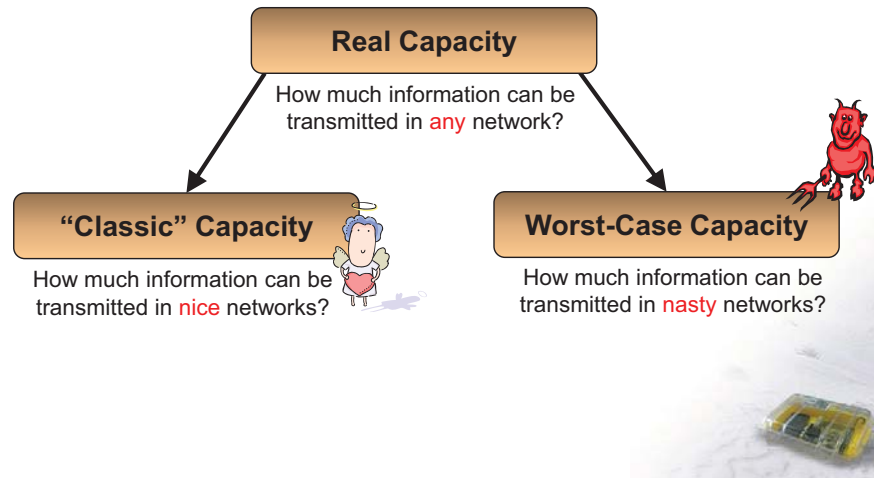 Real Capacity
How much information can be
transmitted in any network?
“Classic” Capacity
How much information can be
transmitted in nice networks?
Worst-Case Capacity
How much information can be
transmitted in nasty networks?